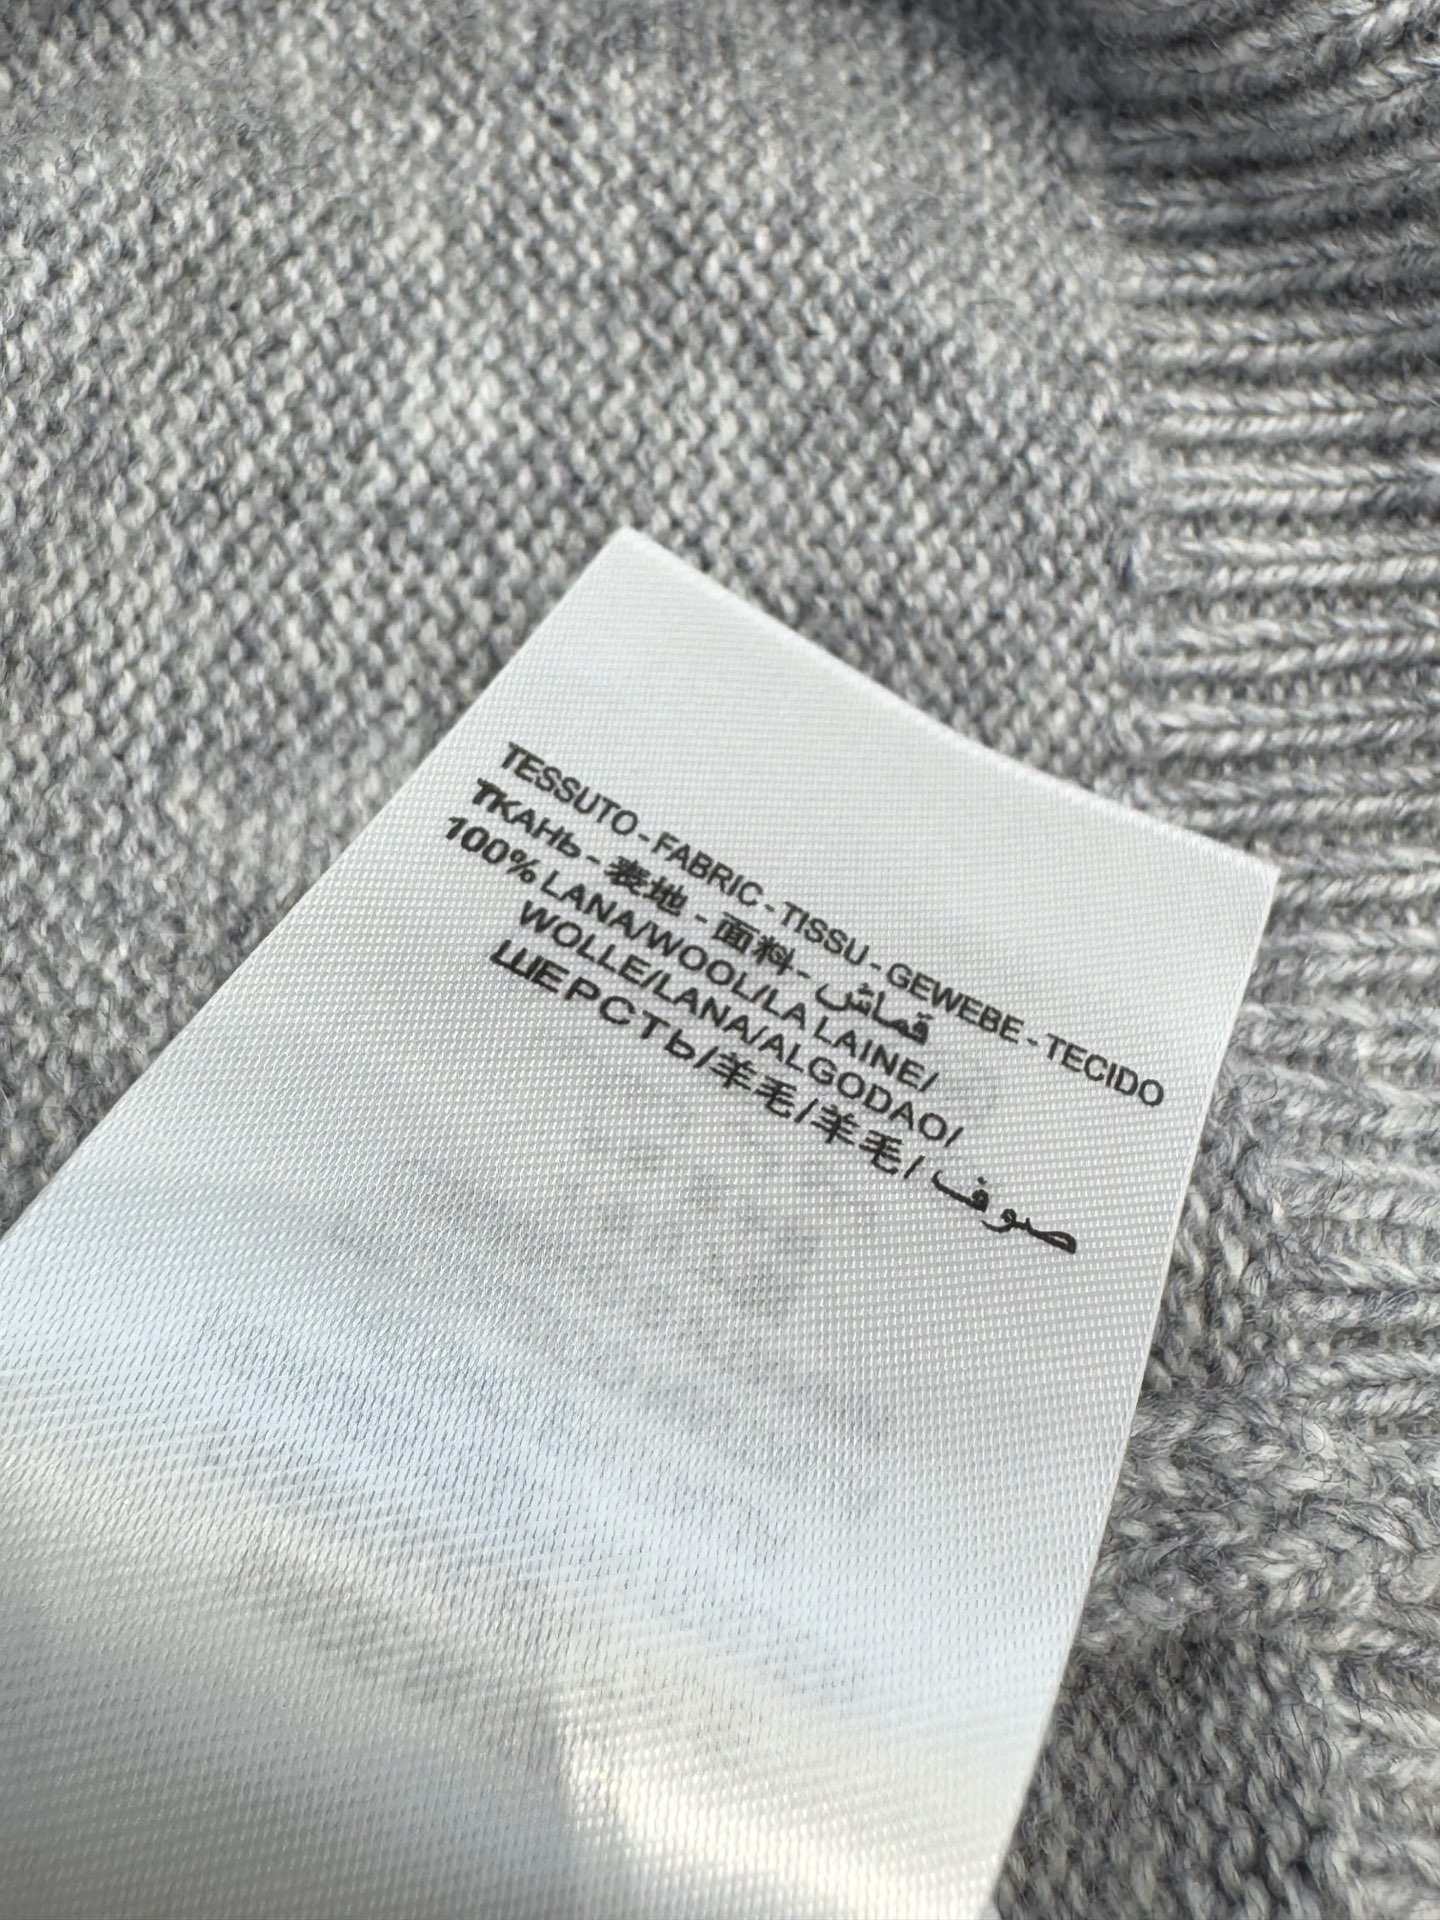 TESSUTO - FABRIC - TISSU - GEWEBE - TECIDO
ТКАНЬ - 表地 - 面料 - قماش
100% LANA/WOOL/LA LAINE/
WOLLE/LANA/ALGODAO/
ШЕРСТЬ/羊毛/羊毛/ صوف